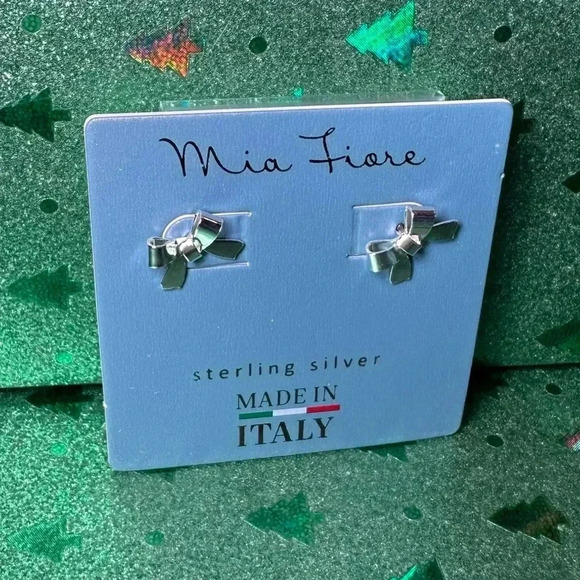 Mia Fiore
sterling silver
MADE IN
ITALY